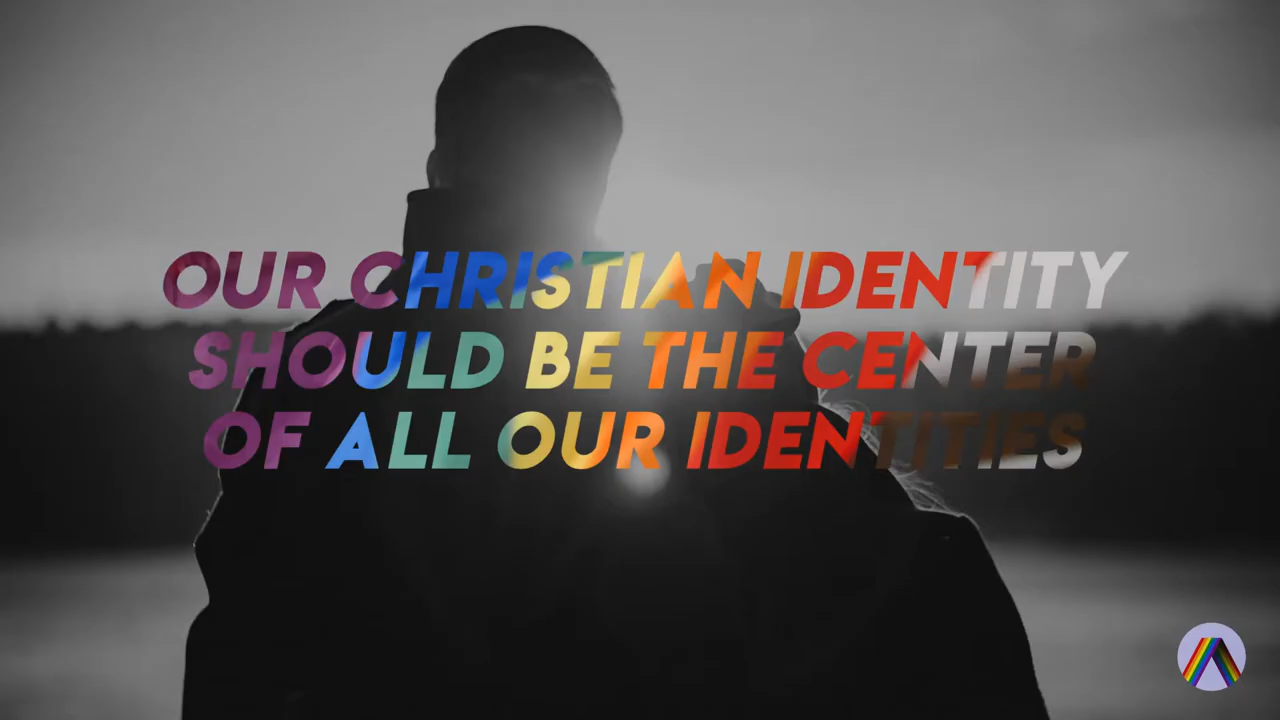 OUR CHRISTIAN IDENTITY
SHOULD BE THE CENTER
OF ALL OUR IDENTITIES